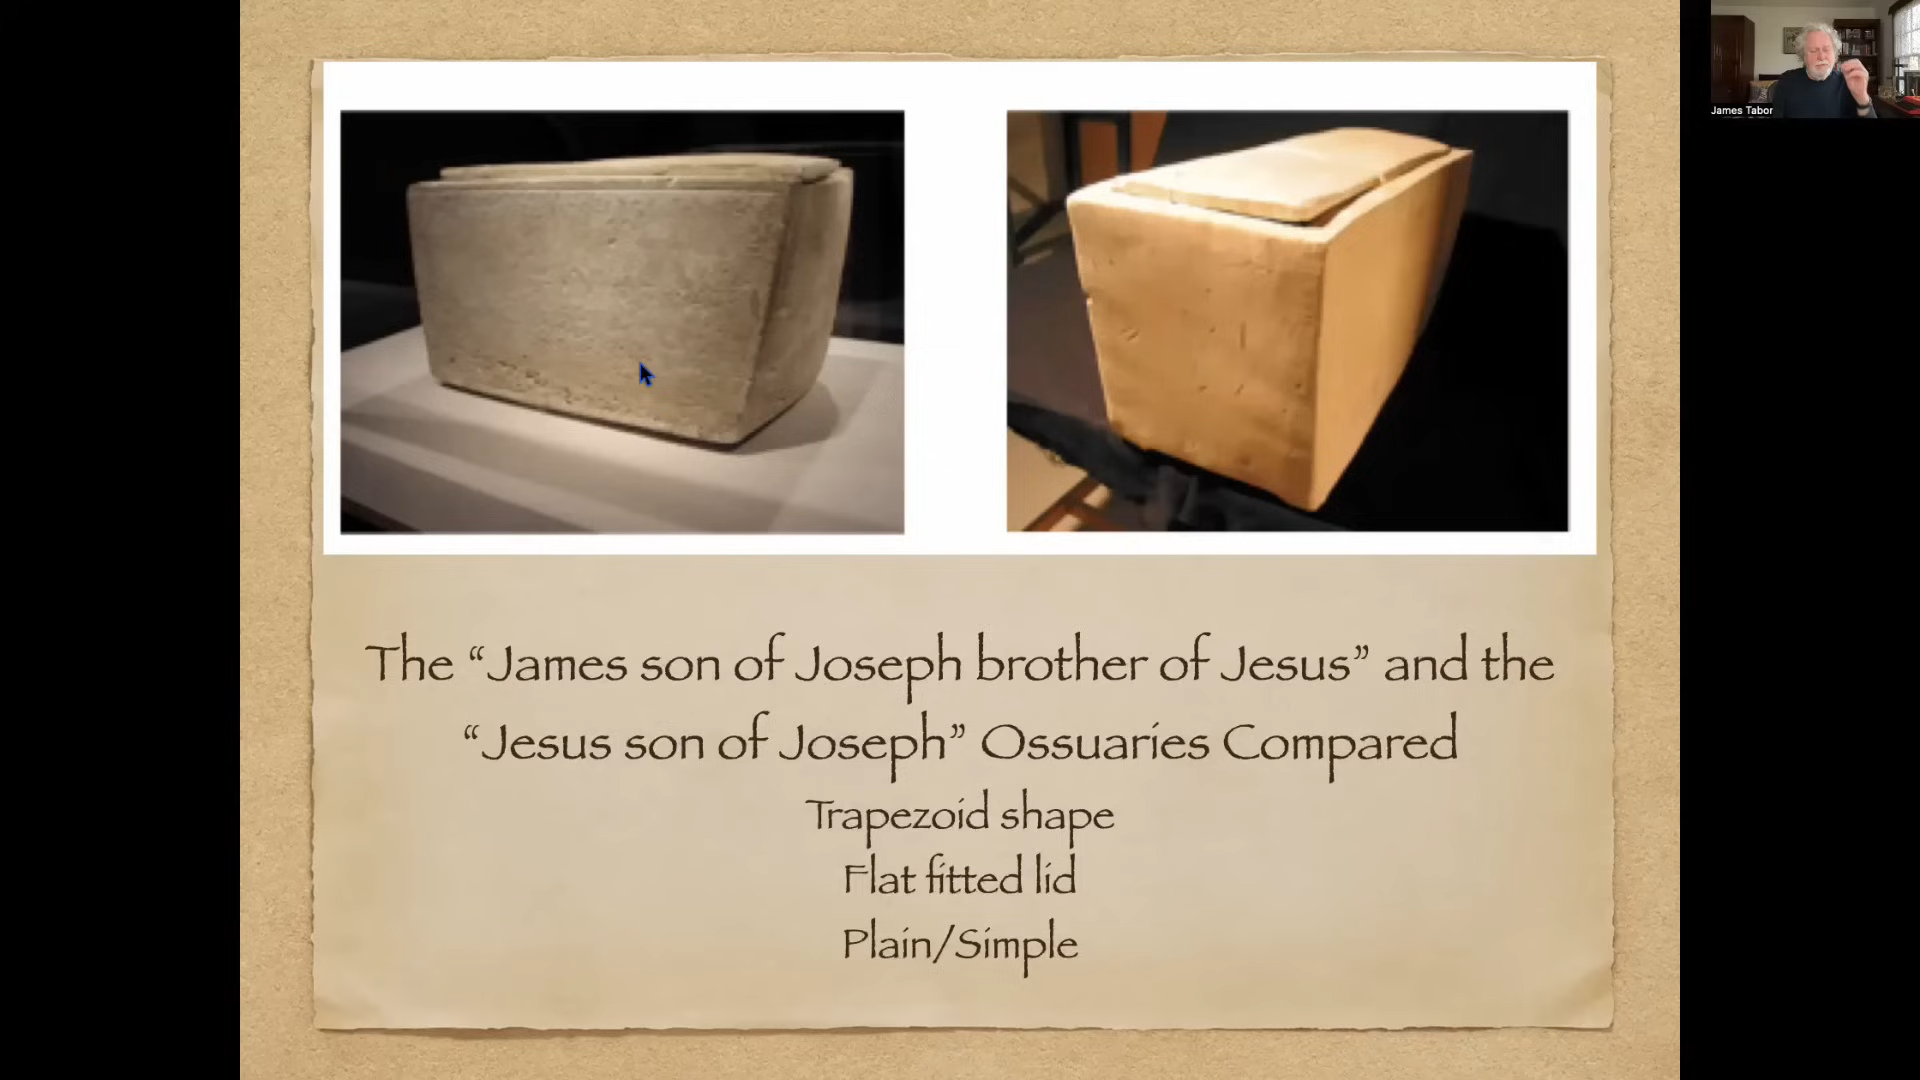 James Tabor
The “James son of Joseph brother of Jesus” and the
“Jesus son of Joseph” Ossuaries Compared
Trapezoid shape
Flat fitted lid
Plain/Simple